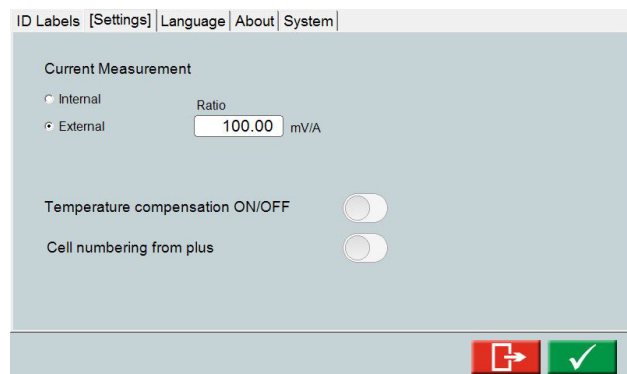 ID Labels [Settings] Language About System
Current Measurement
Internal
Ratio
External 100.00 mV/A
Temperature compensation ON/OFF
Cell numbering from plus